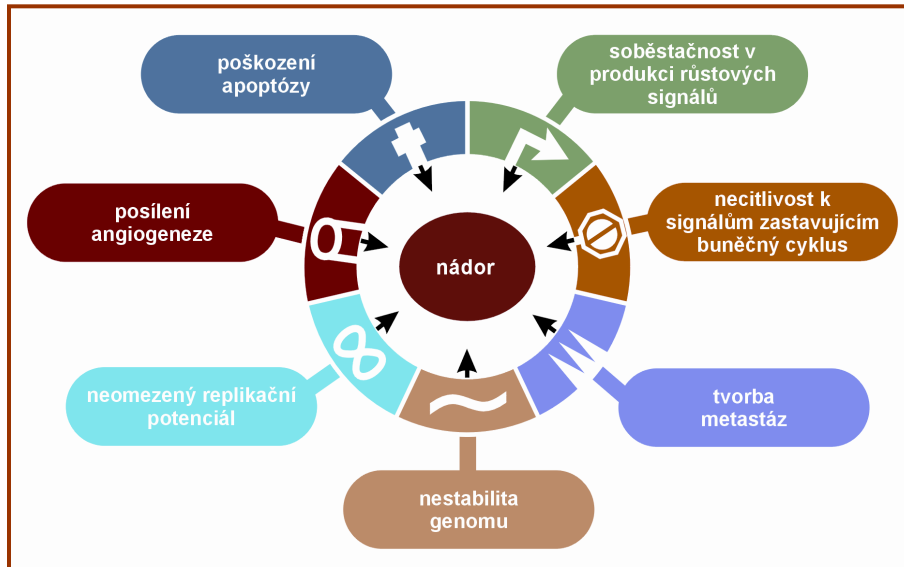 poškození
apoptózy
soběstačnost v
produkci růstových
signálů
posílení
angiogeneze
nádor
necitlivost k
signálům zastavujícím
buněčný cyklus
neomezený replikační
potenciál
tvorba
metastáz
nestabilita
genomu